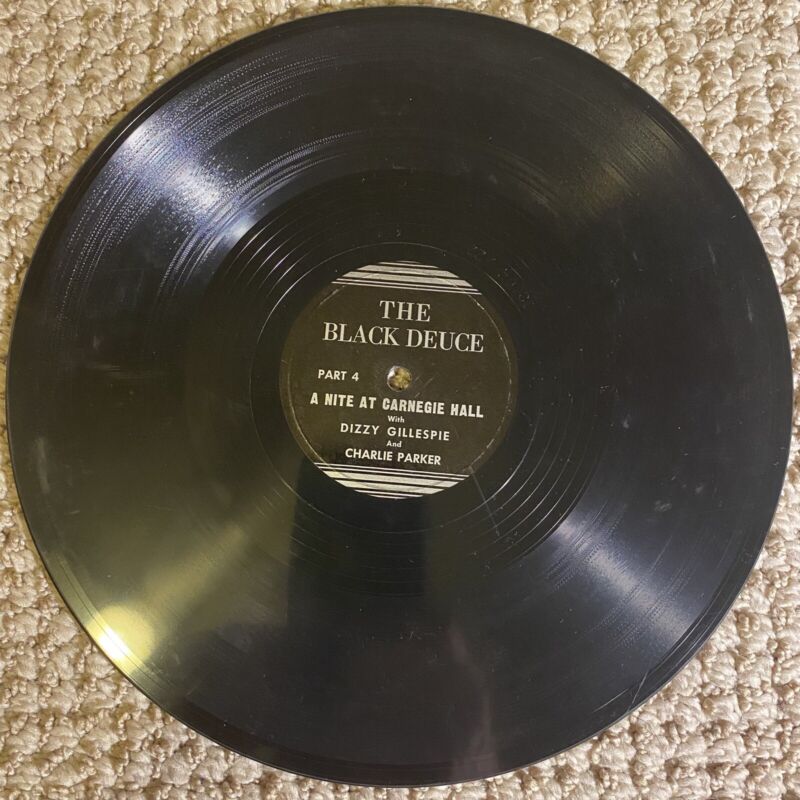 THE
BLACK DEUCE
PART 4
A NITE AT CARNEGIE HALL
With
DIZZY GILLESPIE
And
CHARLIE PARKER